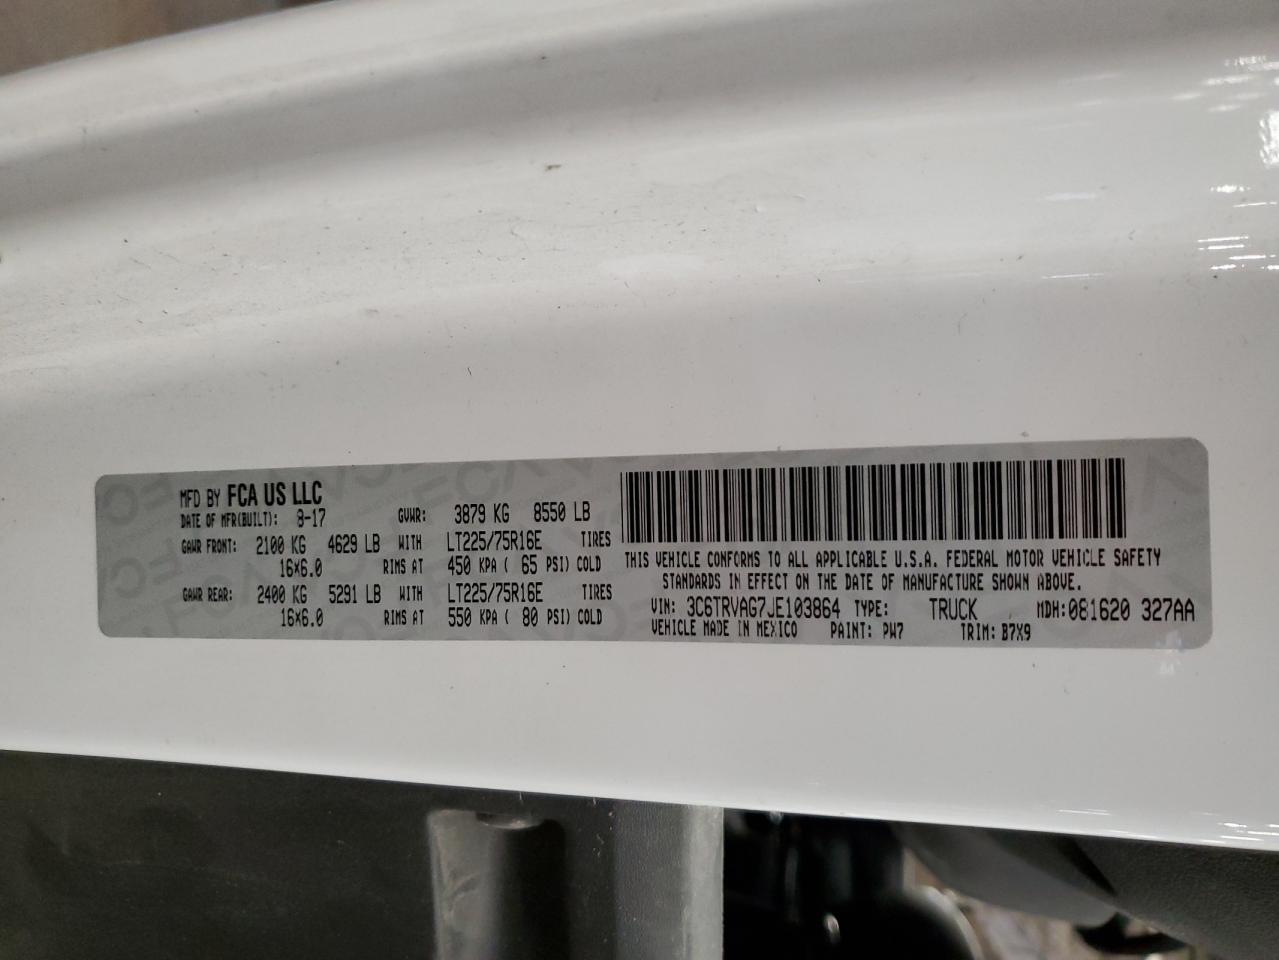 MFD BY FCA US LLC
DATE OF MFR(BUILT): 8-17 GVWR: 3879 KG 8550 LB
GAWR FRONT: 2100 KG 4629 LB WITH LT225/75R16E TIRES
16X6.0 RIMS AT 450 KPA ( 65 PSI) COLD
GAWR REAR: 2400 KG 5291 LB WITH LT225/75R16E TIRES
16X6.0 RIMS AT 550 KPA ( 80 PSI) COLD
THIS VEHICLE CONFORMS TO ALL APPLICABLE U.S.A. FEDERAL MOTOR VEHICLE SAFETY
STANDARDS IN EFFECT ON THE DATE OF MANUFACTURE SHOWN ABOVE.
VIN: 3C6TRVAG7JE103864 TYPE: TRUCK MDH:081620 327AA
VEHICLE MADE IN MEXICO PAINT: PW7 TRIM: B7X9